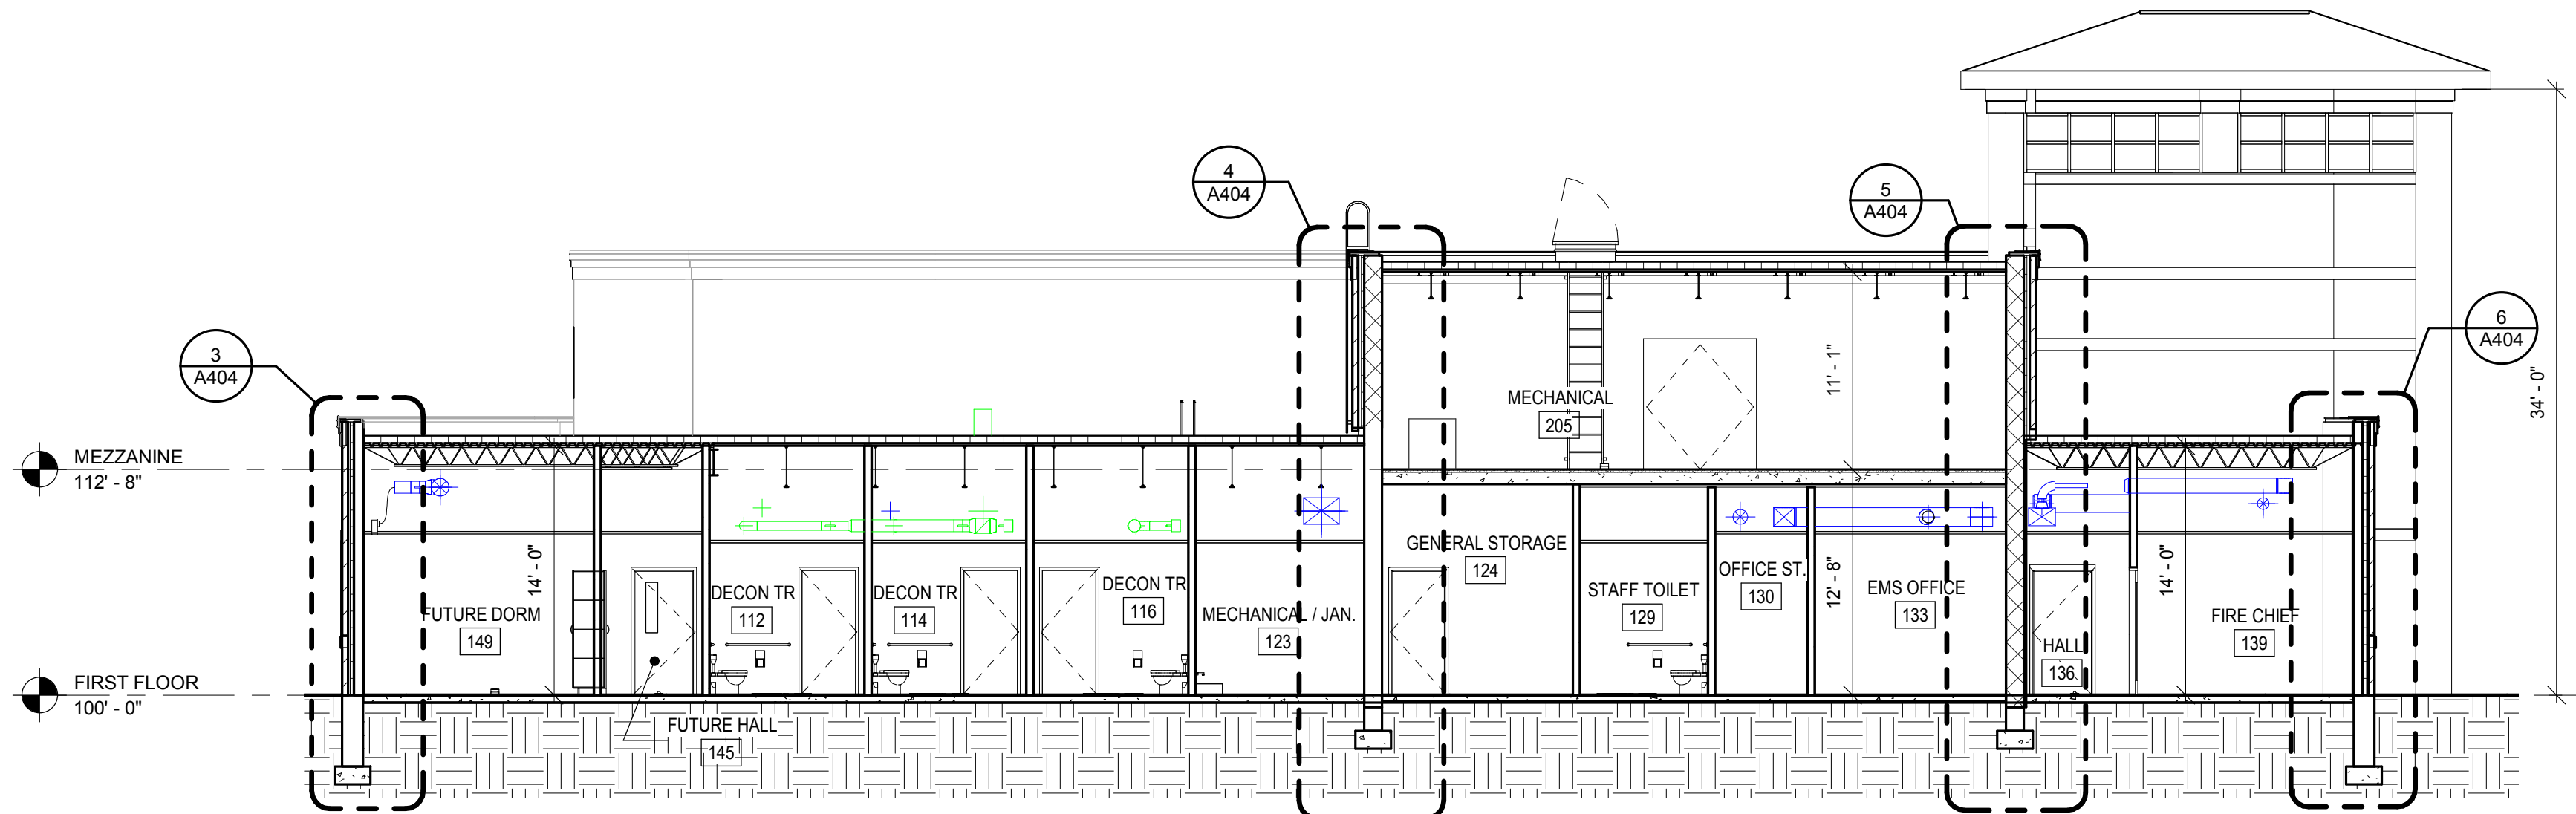 4
A404
5
A404
6
A404
3
A404
34' - 0"
11' - 1"
MECHANICAL
205
MEZZANINE
112' - 8"
14' - 0"
FUTURE DORM
149
DECON TR
112
DECON TR
114
DECON TR
116
MECHANICAL / JAN.
123
GENERAL STORAGE
124
STAFF TOILET
129
OFFICE ST.
130
12' - 8"
EMS OFFICE
133
HALL
136
14' - 0"
FIRE CHIEF
139
FIRST FLOOR
100' - 0"
FUTURE HALL
145